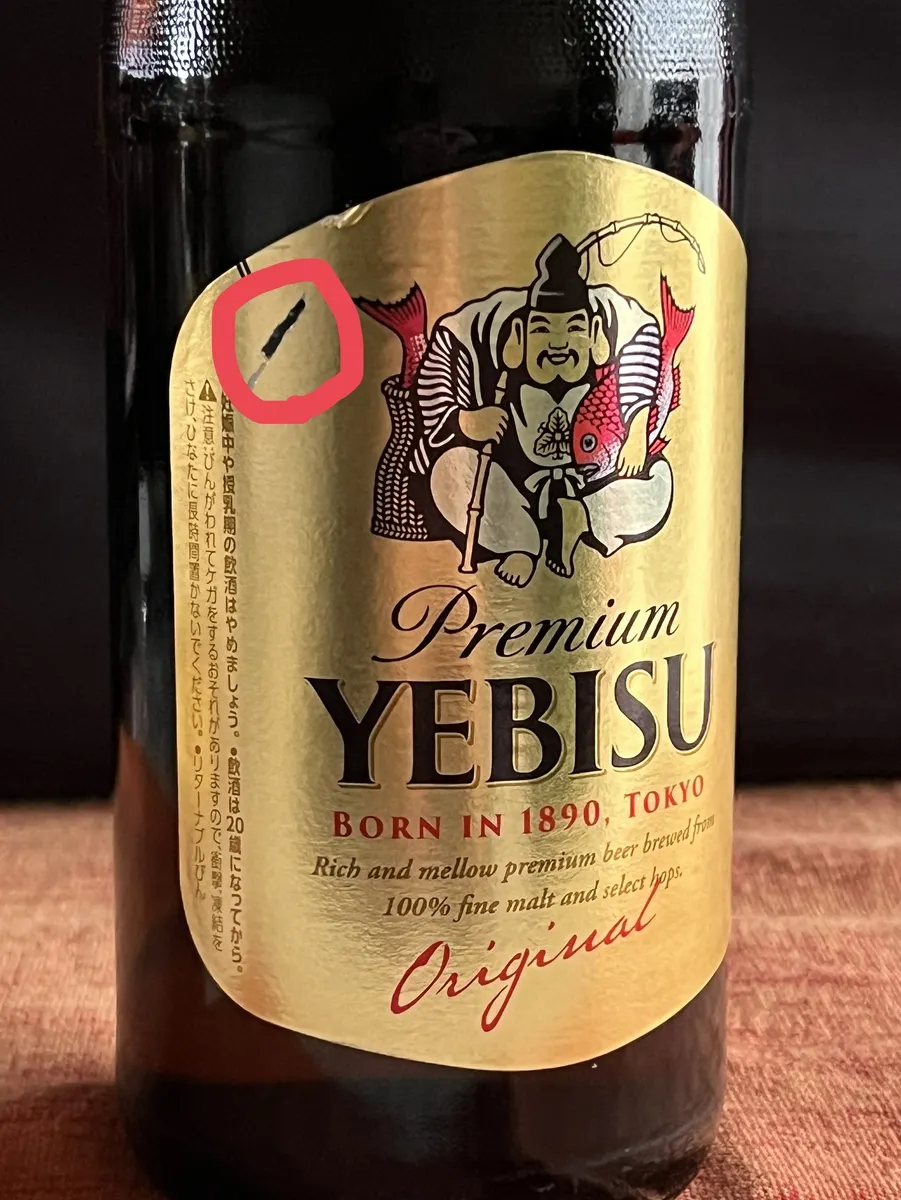 Premium
YEBISU
BORN IN 1890, TOKYO
Rich and mellow premium beer brewed from
100% fine malt and select hops.
Original
妊娠中や授乳期の飲酒はやめましょう。•飲酒は20歳になってから。
⚠注意びんがわれてケガをするおそれがありますので、衝撃、凍結を
さけ、ひなたに長時間置かないでください。•リターナブルびん